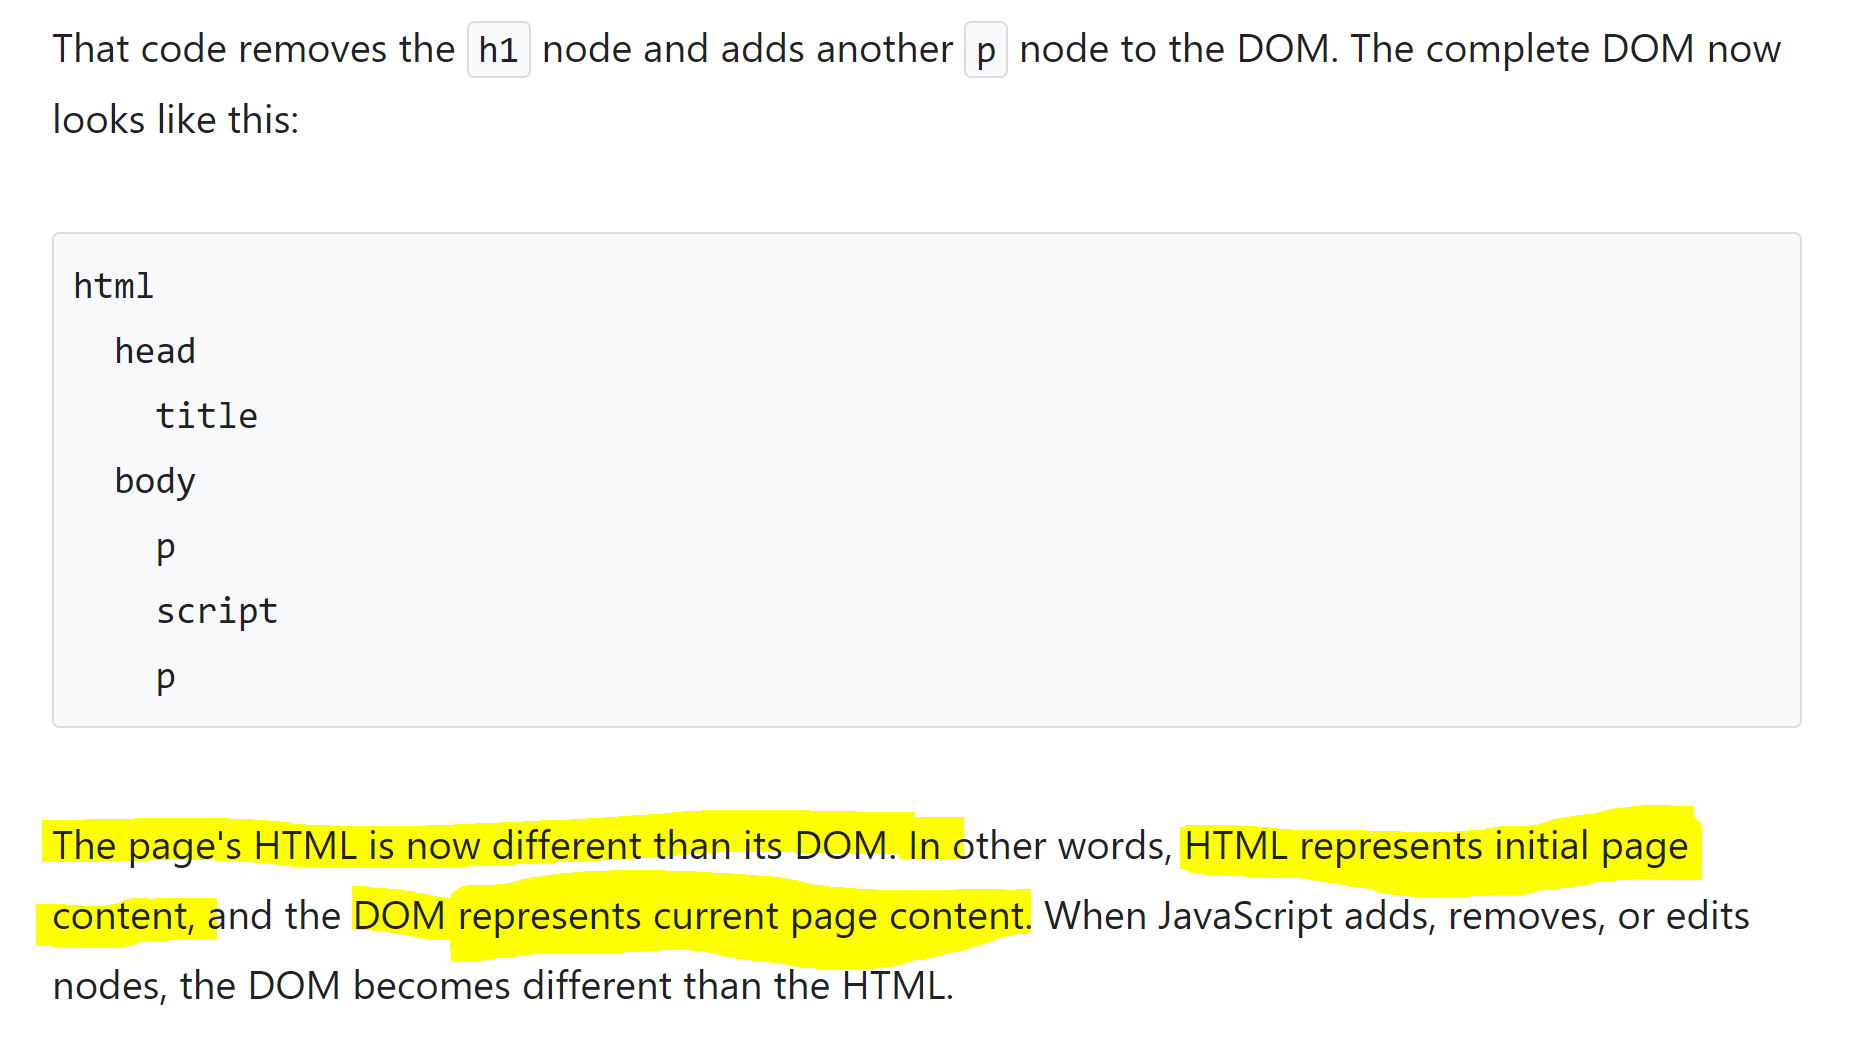 That code removes the h1 node and adds another p node to the DOM. The complete DOM now
looks like this:
html
head
title
body
p
script
p
The page's HTML is now different than its DOM. In other words, HTML represents initial page
content, and the DOM represents current page content. When JavaScript adds, removes, or edits
nodes, the DOM becomes different than the HTML.